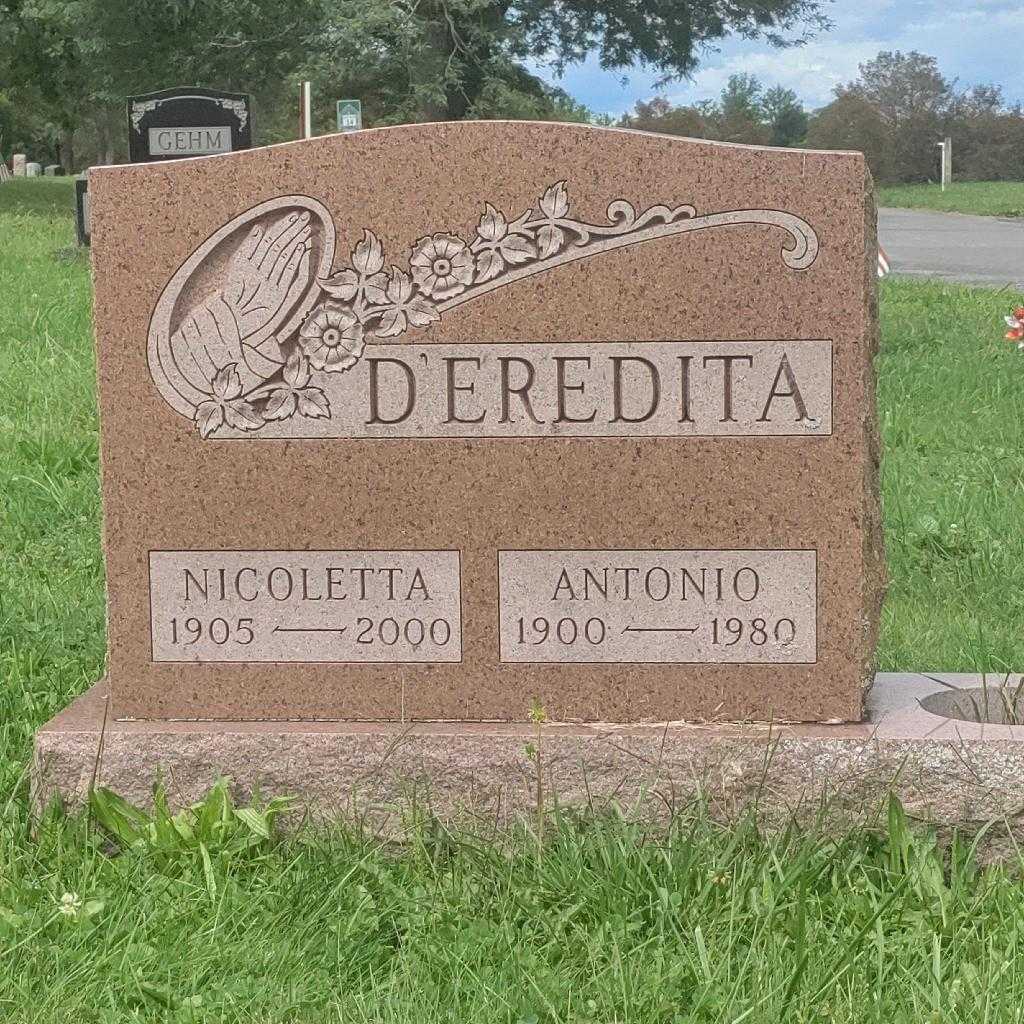 GEHM
D'EREDITA
NICOLETTA
1905 — 2000
ANTONIO
1900 — 1980